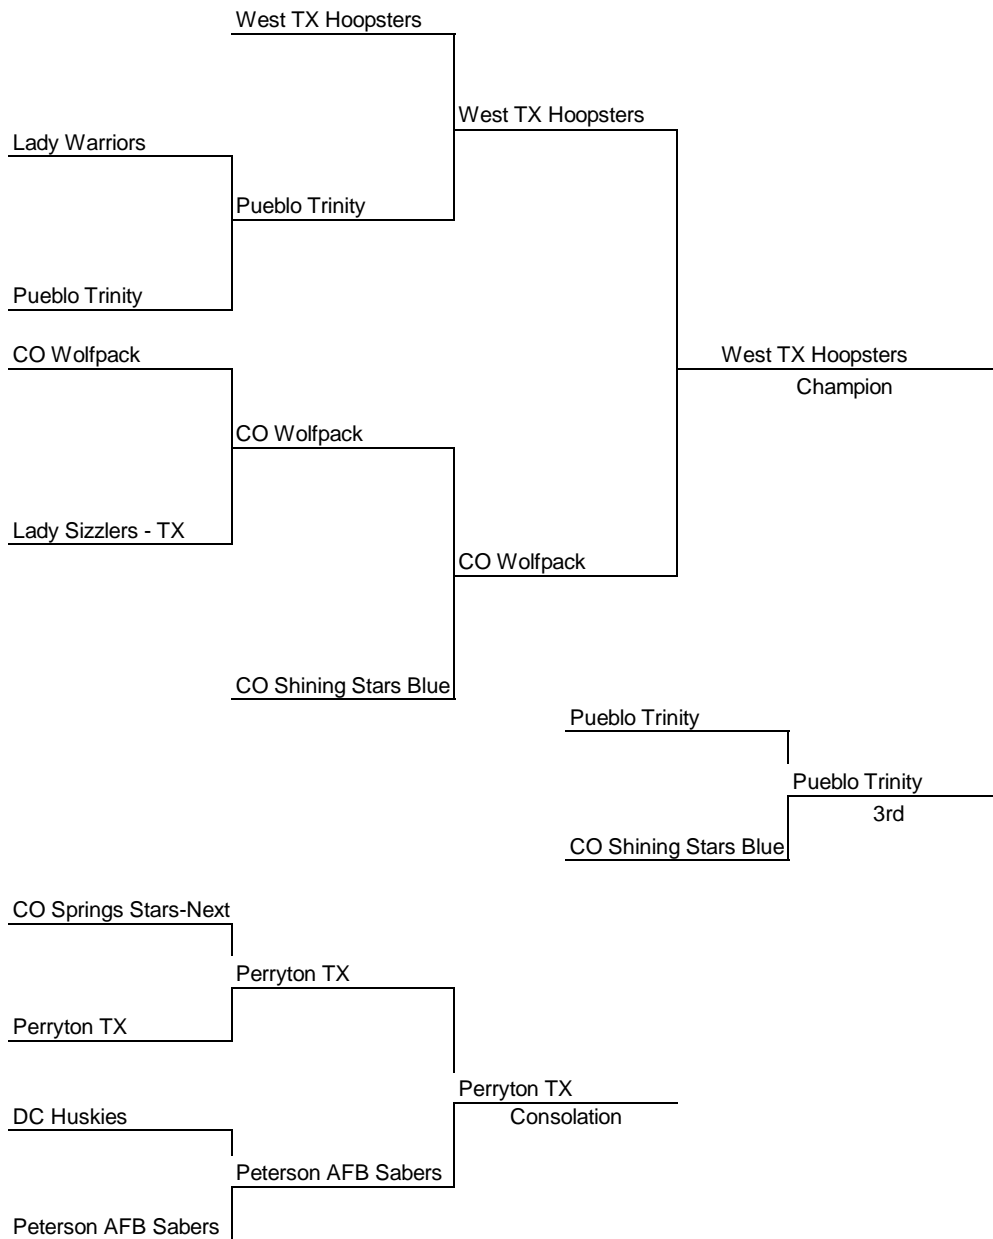 West TX Hoopsters
West TX Hoopsters
Lady Warriors
Pueblo Trinity
Pueblo Trinity
CO Wolfpack
West TX Hoopsters
Champion
CO Wolfpack
Lady Sizzlers - TX
CO Wolfpack
CO Shining Stars Blue
Pueblo Trinity
Pueblo Trinity
3rd
CO Shining Stars Blue
CO Springs Stars-Next
Perryton TX
Perryton TX
Perryton TX
Consolation
DC Huskies
Peterson AFB Sabers
Peterson AFB Sabers